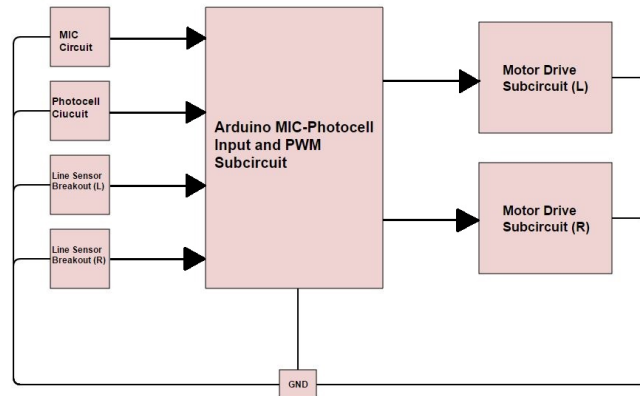 MIC
Circuit
Photocell
Ciucuit
Line Sensor
Breakout (L)
Line Sensor
Breakout (R)
Arduino MIC-Photocell
Input and PWM
Subcircuit
Motor Drive
Subcircuit (L)
Motor Drive
Subcircuit (R)
GND